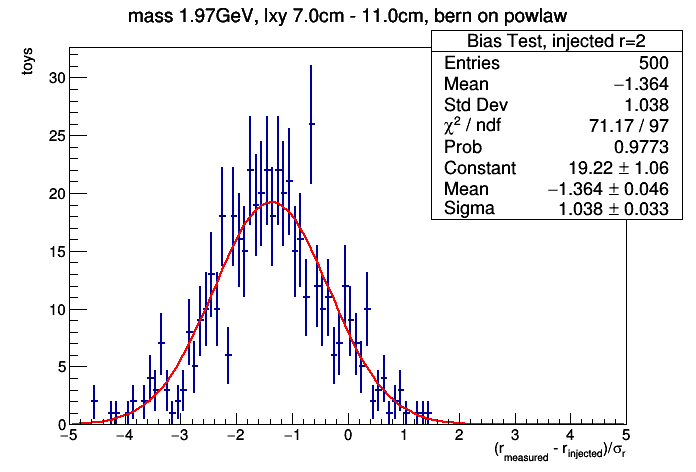 mass 1.97GeV, lxy 7.0cm - 11.0cm, bern on powlaw
Bias Test, injected r=2
Entries 500
Mean −1.364
Std Dev 1.038
χ² / ndf 71.17 / 97
Prob 0.9773
Constant 19.22 ± 1.06
Mean −1.364 ± 0.046
Sigma 1.038 ± 0.033
toys
30
25
20
15
10
5
0
−5 −4 −3 −2 −1 0 1 2 3 4 5
(r_measured - r_injected)/σ_r